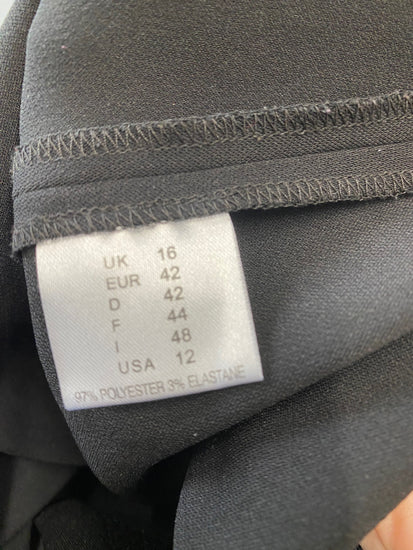 UK 16
EUR 42
D 42
F 44
I 48
USA 12
97% POLYESTER 3% ELASTANE